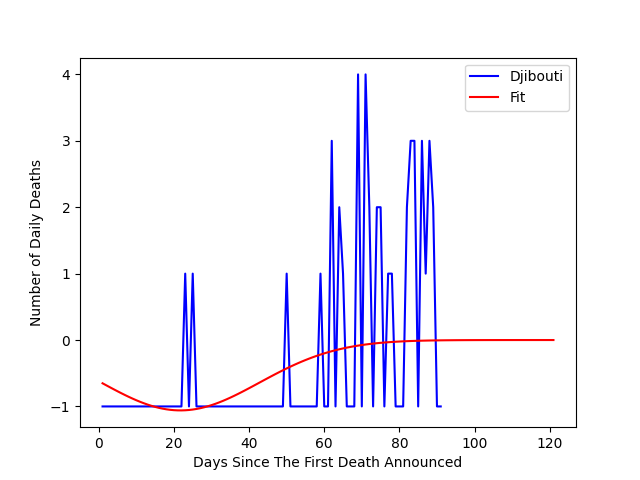 Djibouti
Fit
4
3
2
1
0
−1
0 20 40 60 80 100 120
Number of Daily Deaths
Days Since The First Death Announced